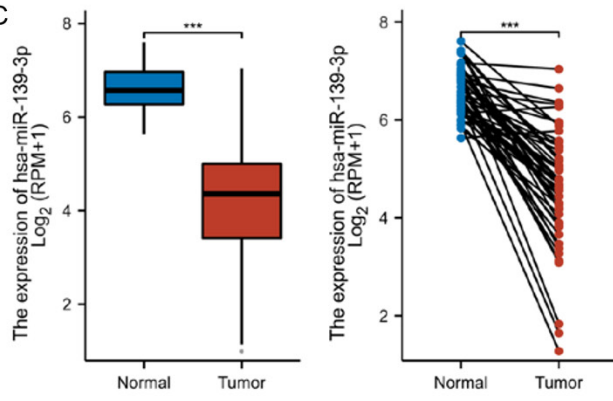 C
The expression of hsa-miR-139-3p
Log2 (RPM+1)
8
6
4
2
***
Normal
Tumor
The expression of hsa-miR-139-3p
Log2 (RPM+1)
8
6
4
2
***
Normal
Tumor